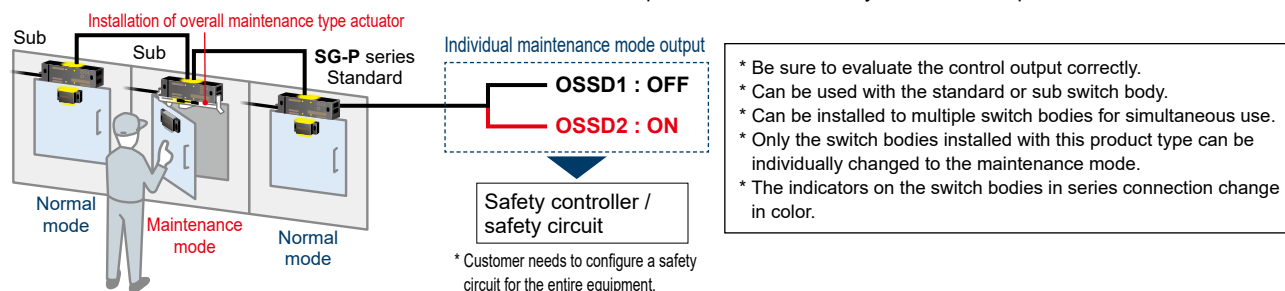 Installation of overall maintenance type actuator
Sub
Sub
SG-P series
Standard
Normal
mode
Maintenance
mode
Normal
mode
Individual maintenance mode output
OSSD1 : OFF
OSSD2 : ON
Safety controller /
safety circuit
* Customer needs to configure a safety
circuit for the entire equipment.
* Be sure to evaluate the control output correctly.
* Can be used with the standard or sub switch body.
* Can be installed to multiple switch bodies for simultaneous use.
* Only the switch bodies installed with this product type can be
individually changed to the maintenance mode.
* The indicators on the switch bodies in series connection change
in color.